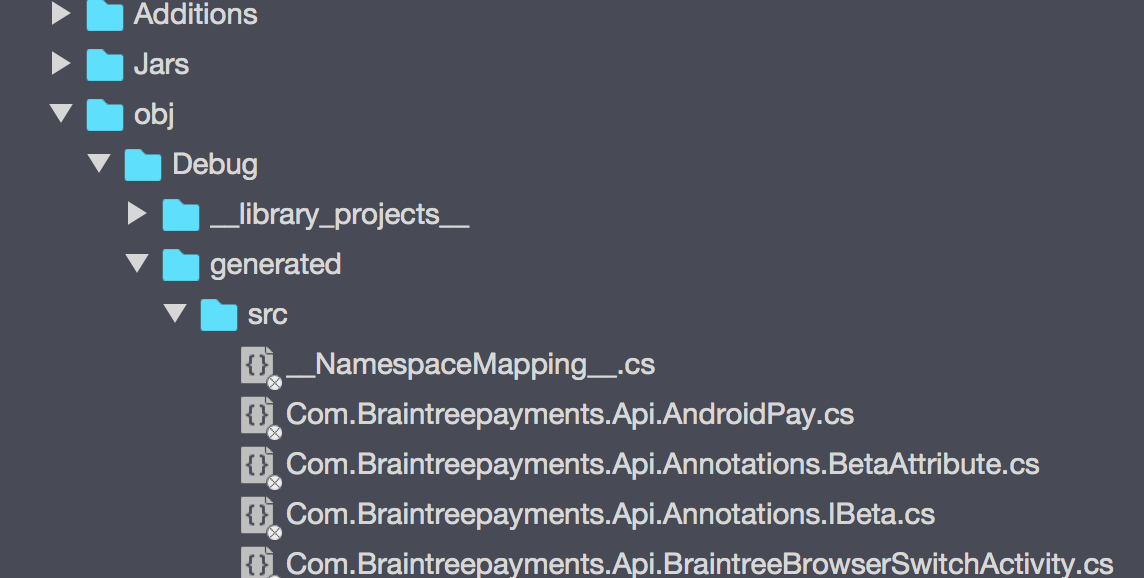 Additions
Jars
obj
Debug
__library_projects__
generated
src
__NamespaceMapping__.cs
Com.Braintreepayments.Api.AndroidPay.cs
Com.Braintreepayments.Api.Annotations.BetaAttribute.cs
Com.Braintreepayments.Api.Annotations.IBeta.cs
Com.Braintreepayments.Api.BraintreeBrowserSwitchActivity.cs